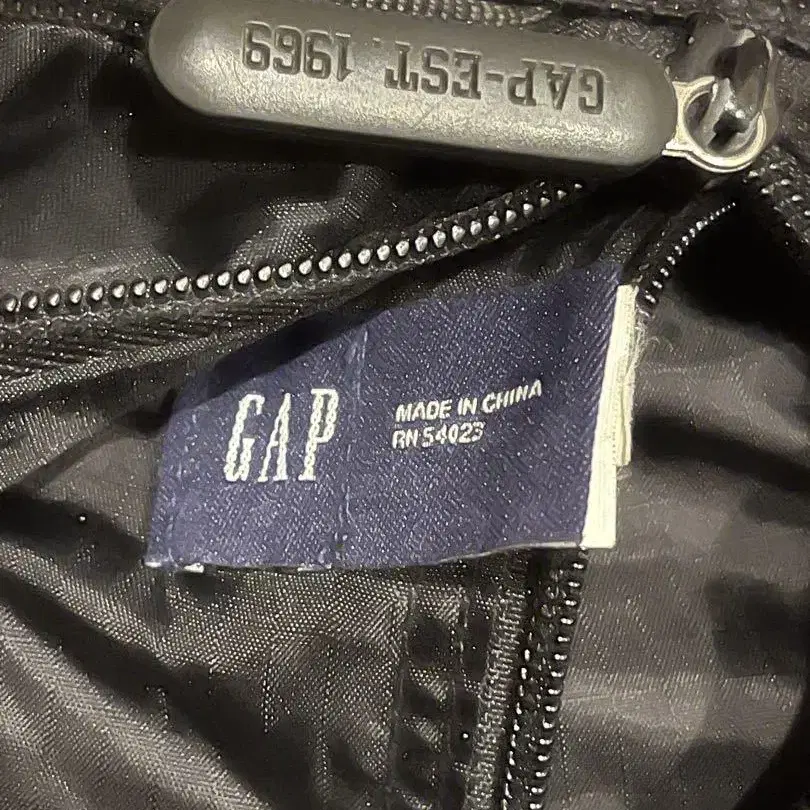 GAP-EST. 1969
GAP
MADE IN CHINA
RN 54023